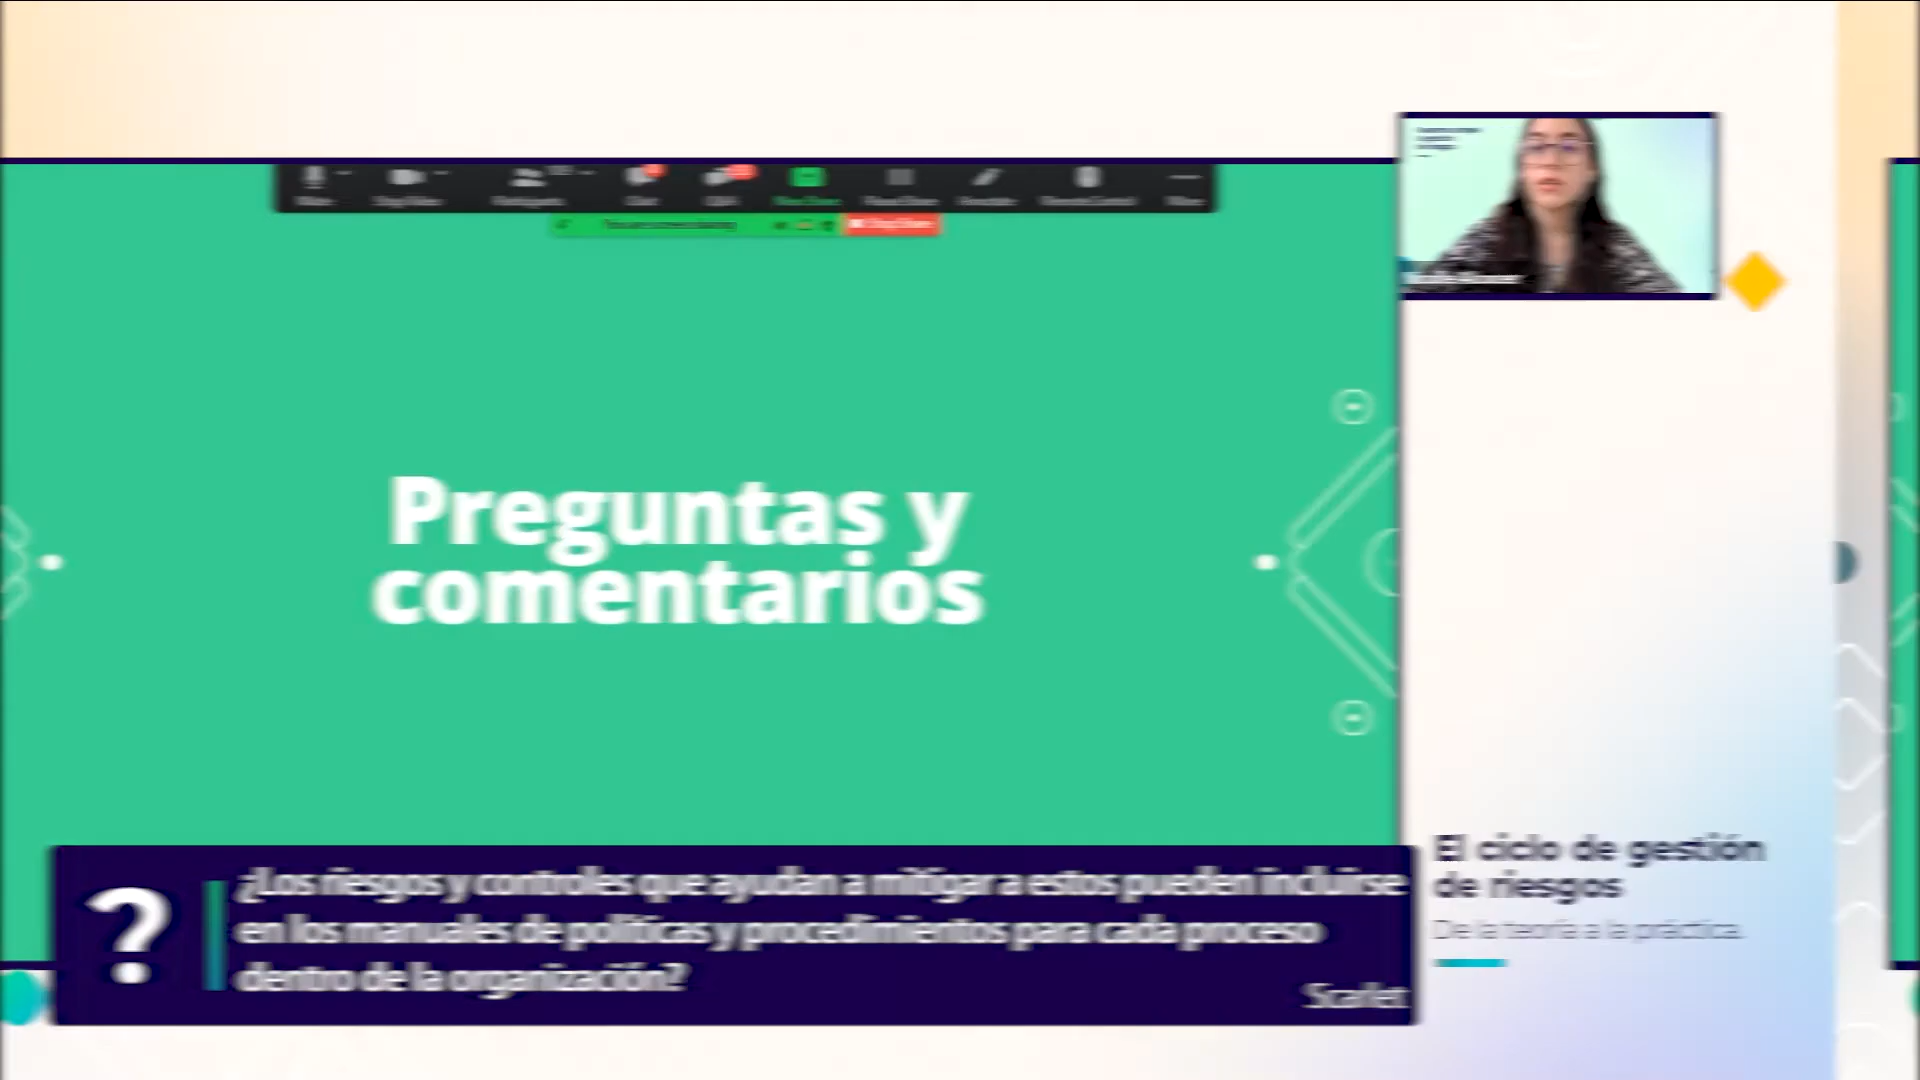 Preguntas y
comentarios
¿Los riesgos y controles que ayudan a mitigar a estos pueden incluirse
en los manuales de políticas y procedimientos para cada proceso
dentro de la organización?
Scarlet
El ciclo de gestión
de riesgos
De la teoría a la práctica.